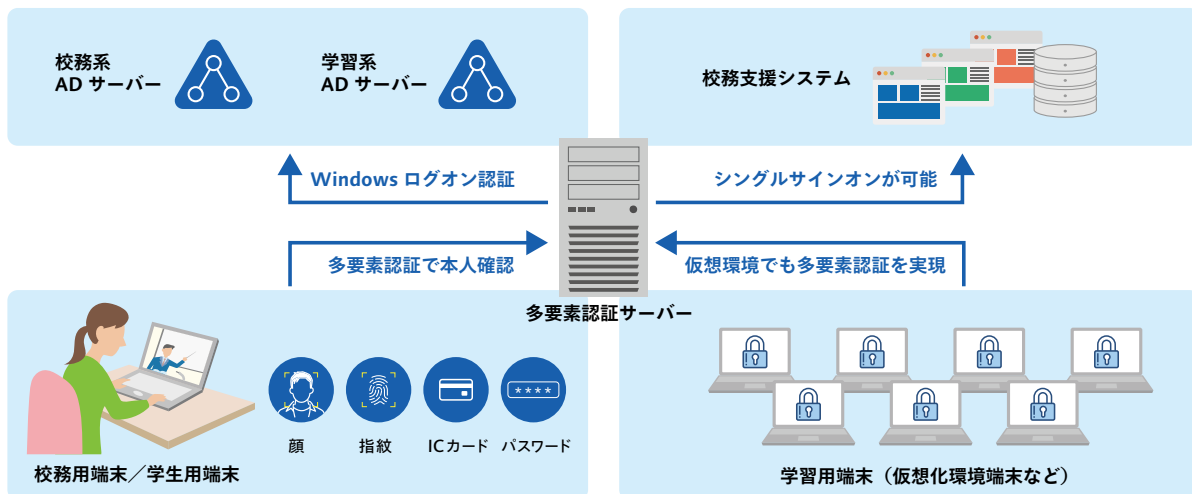 校務系
AD サーバー
学習系
AD サーバー
校務支援システム
Windows ログオン認証
シングルサインオンが可能
多要素認証で本人確認
仮想環境でも多要素認証を実現
多要素認証サーバー
****
顔
指紋
ICカード
パスワード
校務用端末／学生用端末
学習用端末（仮想化環境端末など）